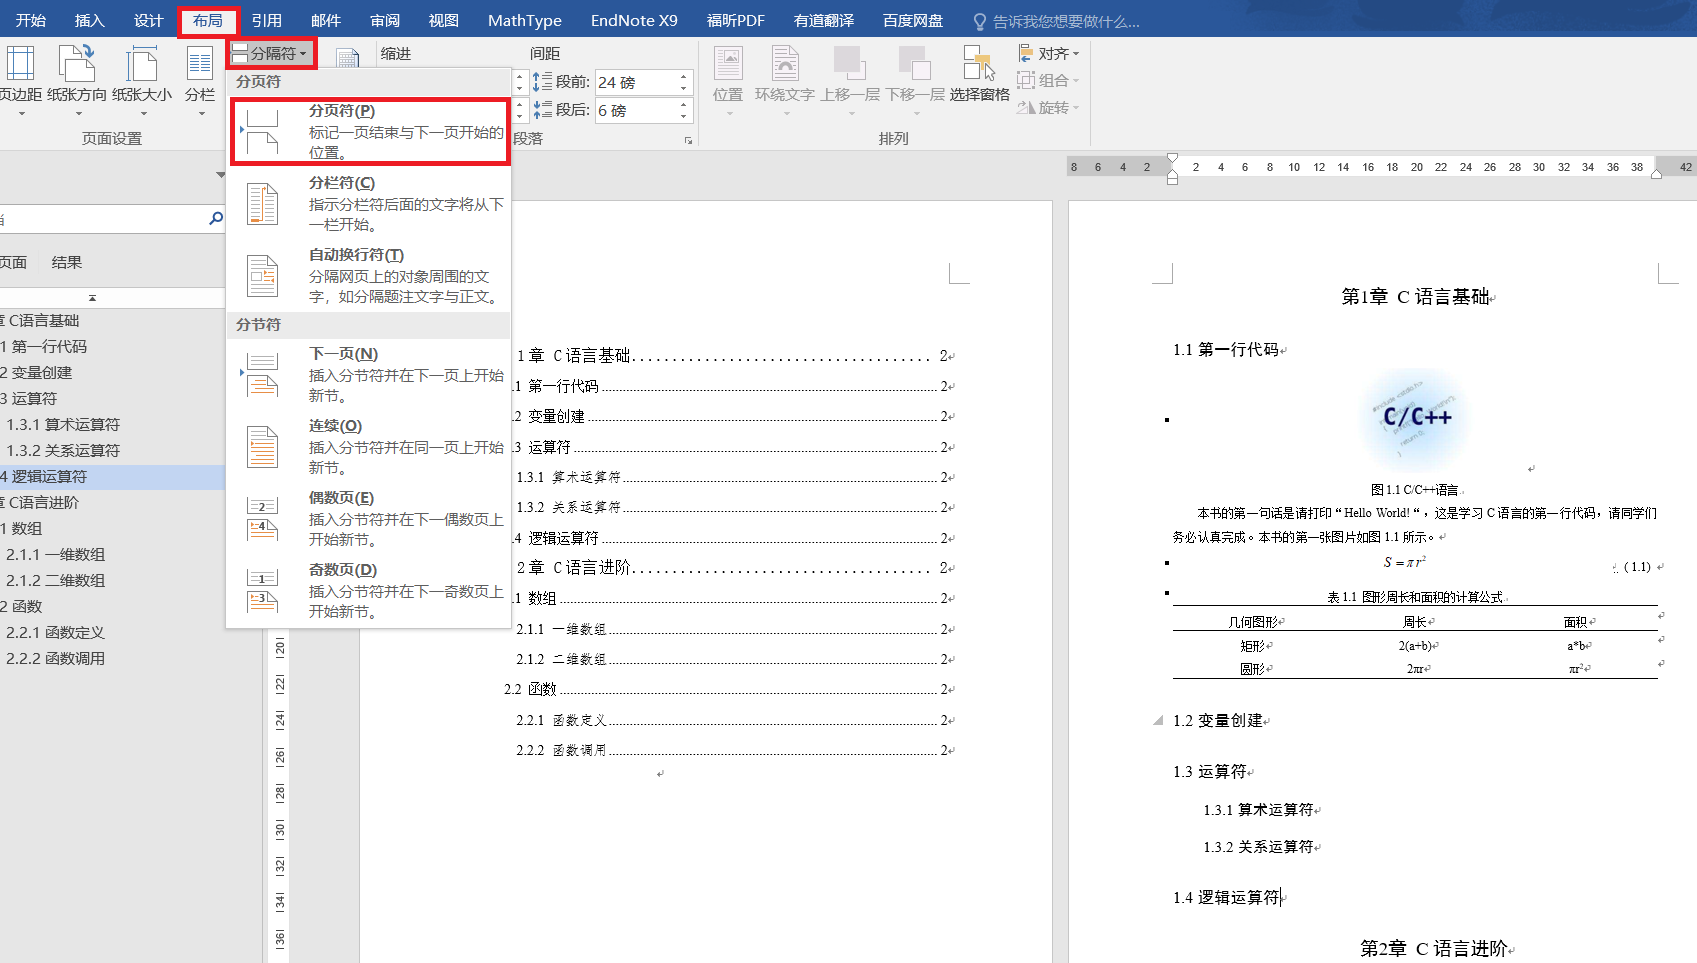 开始 插入 设计 布局 引用 邮件 审阅 视图 MathType EndNote X9 福昕PDF 有道翻译 百度网盘 告诉我您想要做什么...
分隔符 缩进 间距 对齐
段前: 24 磅 组合
段后: 6 磅 旋转
页边距 纸张方向 纸张大小 分栏 位置 环绕文字 上移一层 下移一层 选择窗格
页面设置 段落 排列
分页符
分页符(P)
标记一页结束与下一页开始的
位置。
分栏符(C)
指示分栏符后面的文字将从下
一栏开始。
自动换行符(T)
分隔网页上的对象周围的文
字，如分隔题注文字与正文。
分节符
下一页(N)
插入分节符并在下一页上开始
新节。
连续(O)
插入分节符并在同一页上开始
新节。
偶数页(E)
插入分节符并在下一偶数页上
开始新节。
奇数页(D)
插入分节符并在下一奇数页上
开始新节。
页面 结果
章 C语言基础
1 第一行代码
2 变量创建
3 运算符
1.3.1 算术运算符
1.3.2 关系运算符
4 逻辑运算符
章 C语言进阶
1 数组
2.1.1 一维数组
2.1.2 二维数组
2 函数
2.2.1 函数定义
2.2.2 函数调用
|20|
|22|
|24|
|26|
|28|
|30|
|32|
|34|
|36|
8 6 4 2 2 4 6 8 10 12 14 16 18 20 22 24 26 28 30 32 34 36 38 42
1章 C语言基础.................................. 2
.1 第一行代码.................................. 2
.2 变量创建.................................. 2
.3 运算符.................................. 2
1.3.1 算术运算符.................................. 2
1.3.2 关系运算符.................................. 2
.4 逻辑运算符.................................. 2
2章 C语言进阶.................................. 2
.1 数组.................................. 2
2.1.1 一维数组.................................. 2
2.1.2 二维数组.................................. 2
2.2 函数.................................. 2
2.2.1 函数定义.................................. 2
2.2.2 函数调用.................................. 2
第1章 C 语言基础
1.1 第一行代码
C/C++
图 1.1 C/C++语言
本书的第一句话是请打印“Hello World!“，这是学习 C 语言的第一行代码，请同学们
务必认真完成。本书的第一张图片如图 1.1 所示。
S = πr² (1.1)
表 1.1 图形周长和面积的计算公式
几何图形 周长 面积
矩形 2(a+b) a*b
圆形 2πr πr²
1.2 变量创建
1.3 运算符
1.3.1 算术运算符
1.3.2 关系运算符
1.4 逻辑运算符
第2章 C 语言进阶